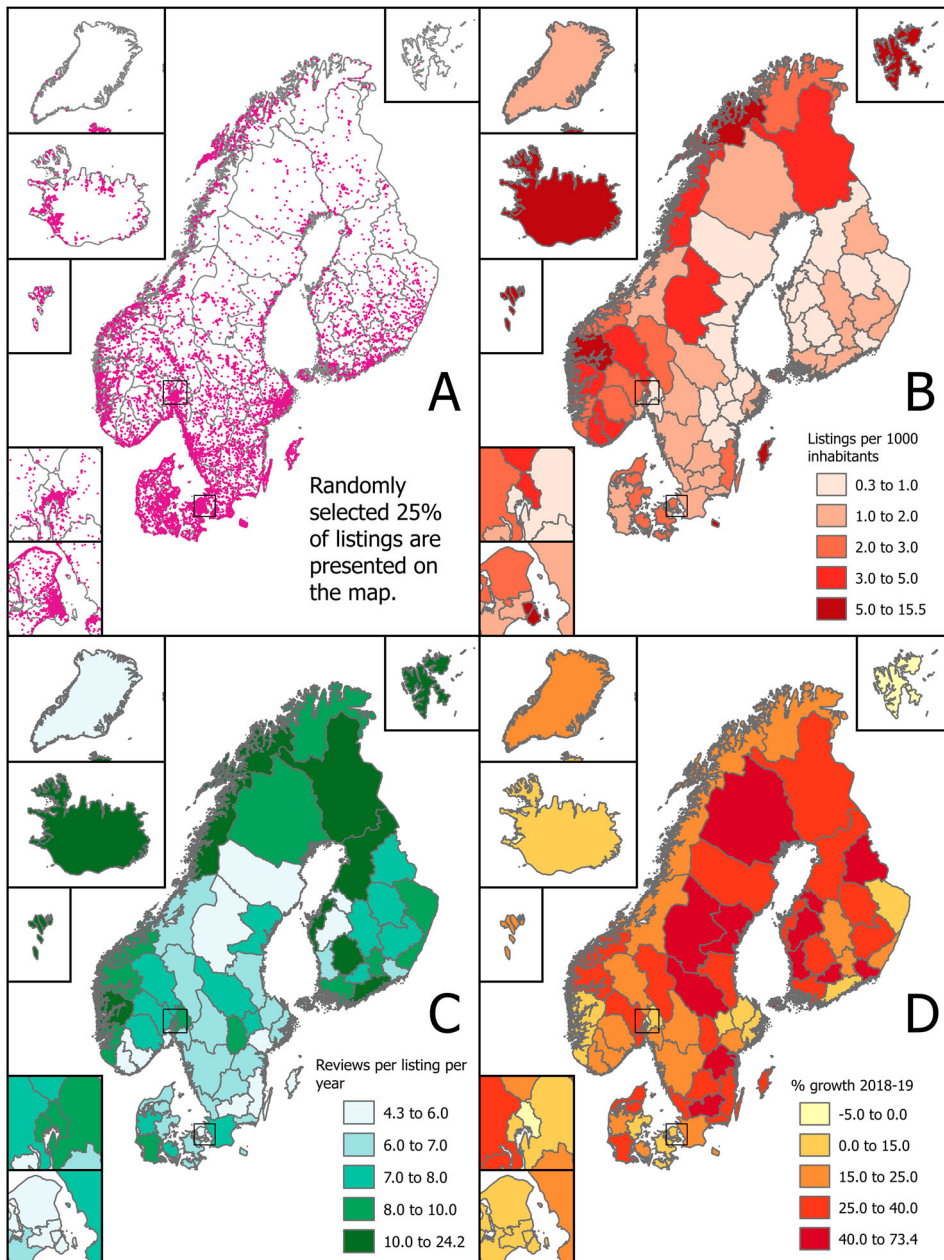 A
Randomly
selected 25%
of listings are
presented on
the map.
B
Listings per 1000
inhabitants
0.3 to 1.0
1.0 to 2.0
2.0 to 3.0
3.0 to 5.0
5.0 to 15.5
C
Reviews per listing per
year
4.3 to 6.0
6.0 to 7.0
7.0 to 8.0
8.0 to 10.0
10.0 to 24.2
D
% growth 2018-19
-5.0 to 0.0
0.0 to 15.0
15.0 to 25.0
25.0 to 40.0
40.0 to 73.4